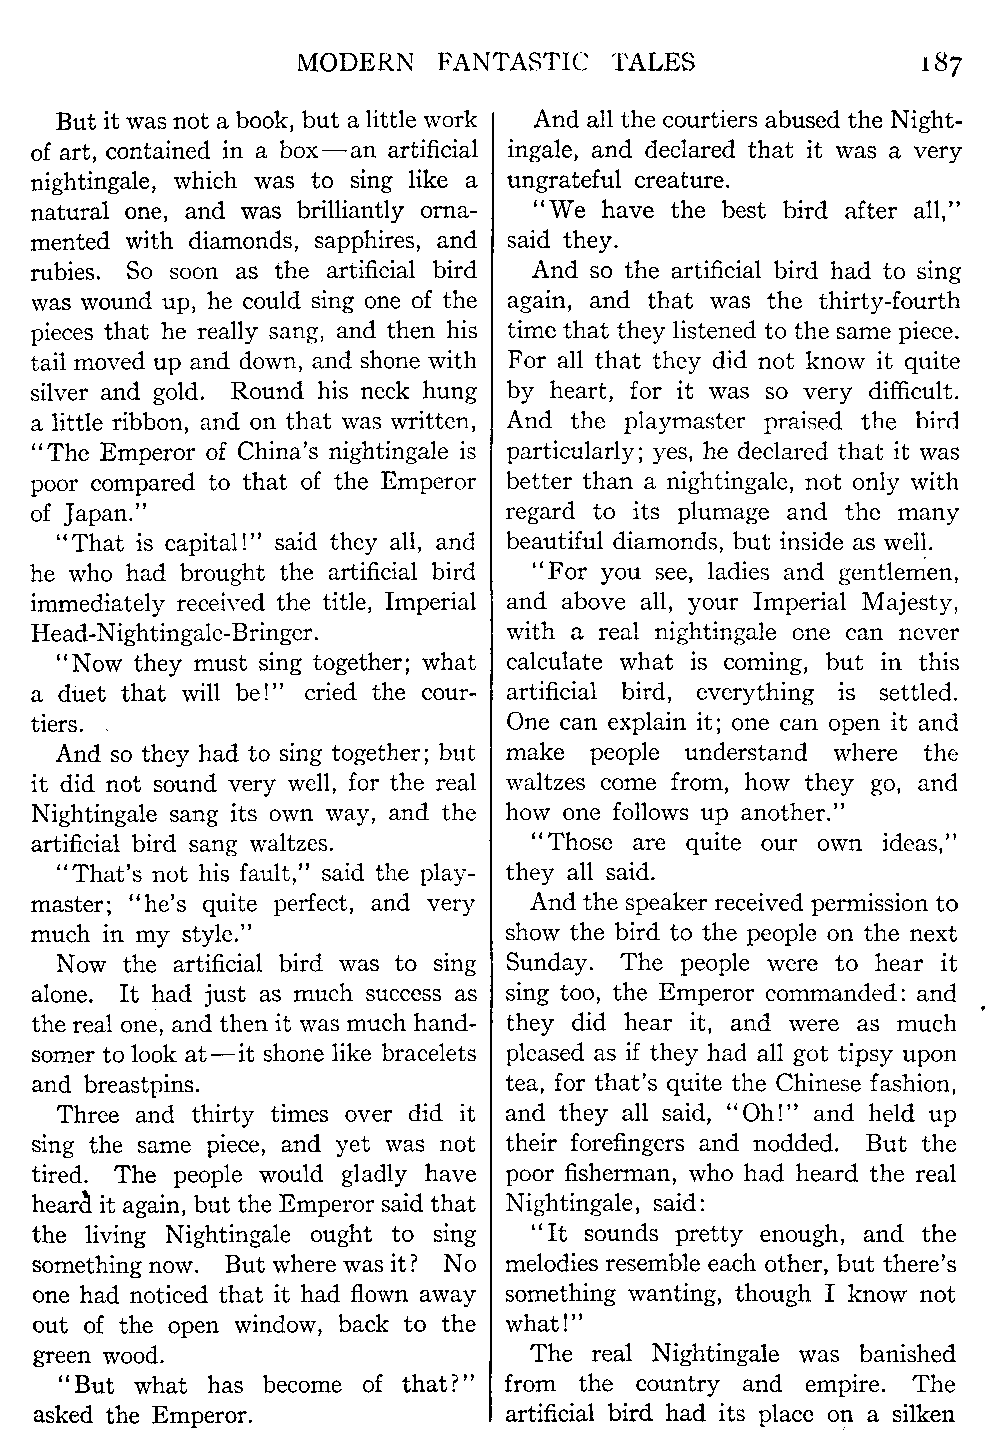 MODERN FANTASTIC TALES 187
But it was not a book, but a little work
of art, contained in a box—an artificial
nightingale, which was to sing like a
natural one, and was brilliantly orna-
mented with diamonds, sapphires, and
rubies. So soon as the artificial bird
was wound up, he could sing one of the
pieces that he really sang, and then his
tail moved up and down, and shone with
silver and gold. Round his neck hung
a little ribbon, and on that was written,
"The Emperor of China's nightingale is
poor compared to that of the Emperor
of Japan."
"That is capital!" said they all, and
he who had brought the artificial bird
immediately received the title, Imperial
Head-Nightingale-Bringer.
"Now they must sing together; what
a duet that will be!" cried the cour-
tiers.
And so they had to sing together; but
it did not sound very well, for the real
Nightingale sang its own way, and the
artificial bird sang waltzes.
"That's not his fault," said the play-
master; "he's quite perfect, and very
much in my style."
Now the artificial bird was to sing
alone. It had just as much success as
the real one, and then it was much hand-
somer to look at—it shone like bracelets
and breastpins.
Three and thirty times over did it
sing the same piece, and yet was not
tired. The people would gladly have
heard it again, but the Emperor said that
the living Nightingale ought to sing
something now. But where was it? No
one had noticed that it had flown away
out of the open window, back to the
green wood.
"But what has become of that?"
asked the Emperor.
And all the courtiers abused the Night-
ingale, and declared that it was a very
ungrateful creature.
"We have the best bird after all,"
said they.
And so the artificial bird had to sing
again, and that was the thirty-fourth
time that they listened to the same piece.
For all that they did not know it quite
by heart, for it was so very difficult.
And the playmaster praised the bird
particularly; yes, he declared that it was
better than a nightingale, not only with
regard to its plumage and the many
beautiful diamonds, but inside as well.
"For you see, ladies and gentlemen,
and above all, your Imperial Majesty,
with a real nightingale one can never
calculate what is coming, but in this
artificial bird, everything is settled.
One can explain it; one can open it and
make people understand where the
waltzes come from, how they go, and
how one follows up another."
"Those are quite our own ideas,"
they all said.
And the speaker received permission to
show the bird to the people on the next
Sunday. The people were to hear it
sing too, the Emperor commanded: and
they did hear it, and were as much
pleased as if they had all got tipsy upon
tea, for that's quite the Chinese fashion,
and they all said, "Oh!" and held up
their forefingers and nodded. But the
poor fisherman, who had heard the real
Nightingale, said:
"It sounds pretty enough, and the
melodies resemble each other, but there's
something wanting, though I know not
what!"
The real Nightingale was banished
from the country and empire. The
artificial bird had its place on a silken